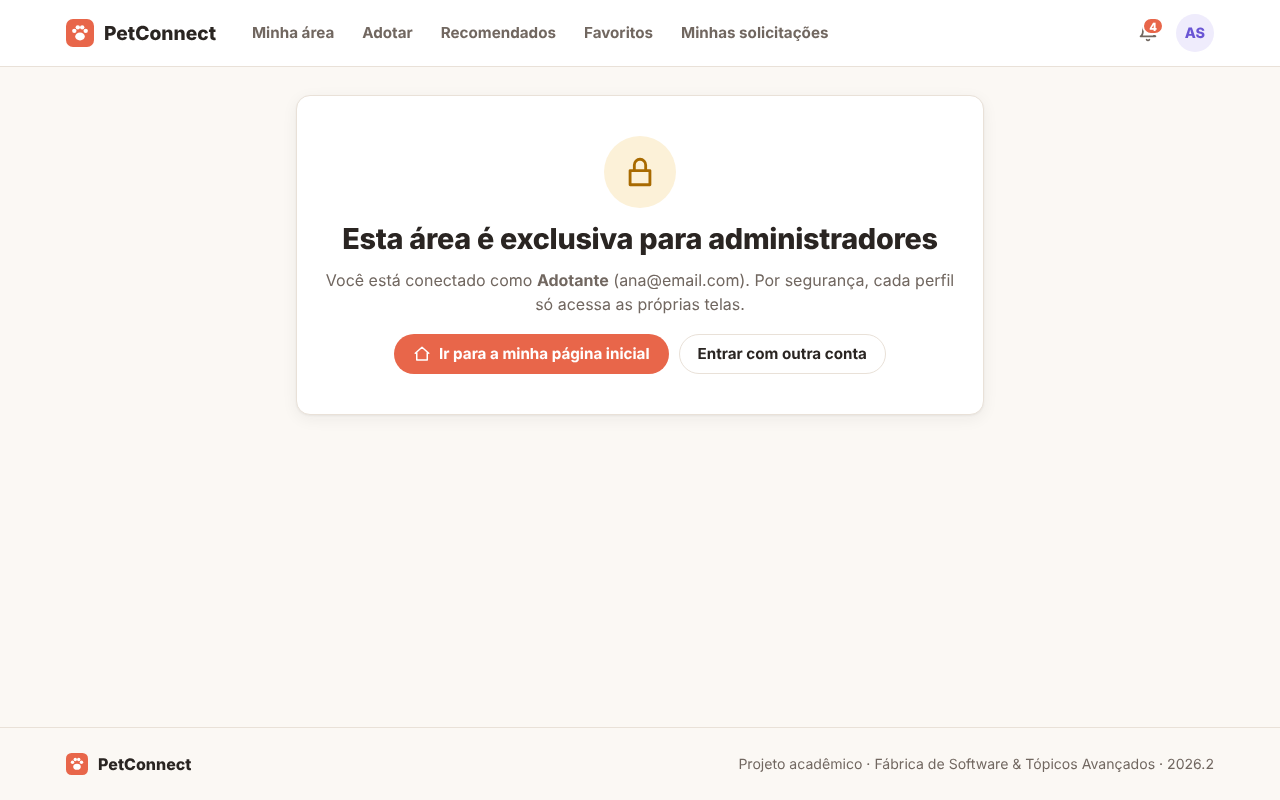 PetConnect
Minha área
Adotar
Recomendados
Favoritos
Minhas solicitações
4
AS
Esta área é exclusiva para administradores
Você está conectado como Adotante (ana@email.com). Por segurança, cada perfil
só acessa as próprias telas.
Ir para a minha página inicial
Entrar com outra conta
PetConnect
Projeto acadêmico · Fábrica de Software & Tópicos Avançados · 2026.2